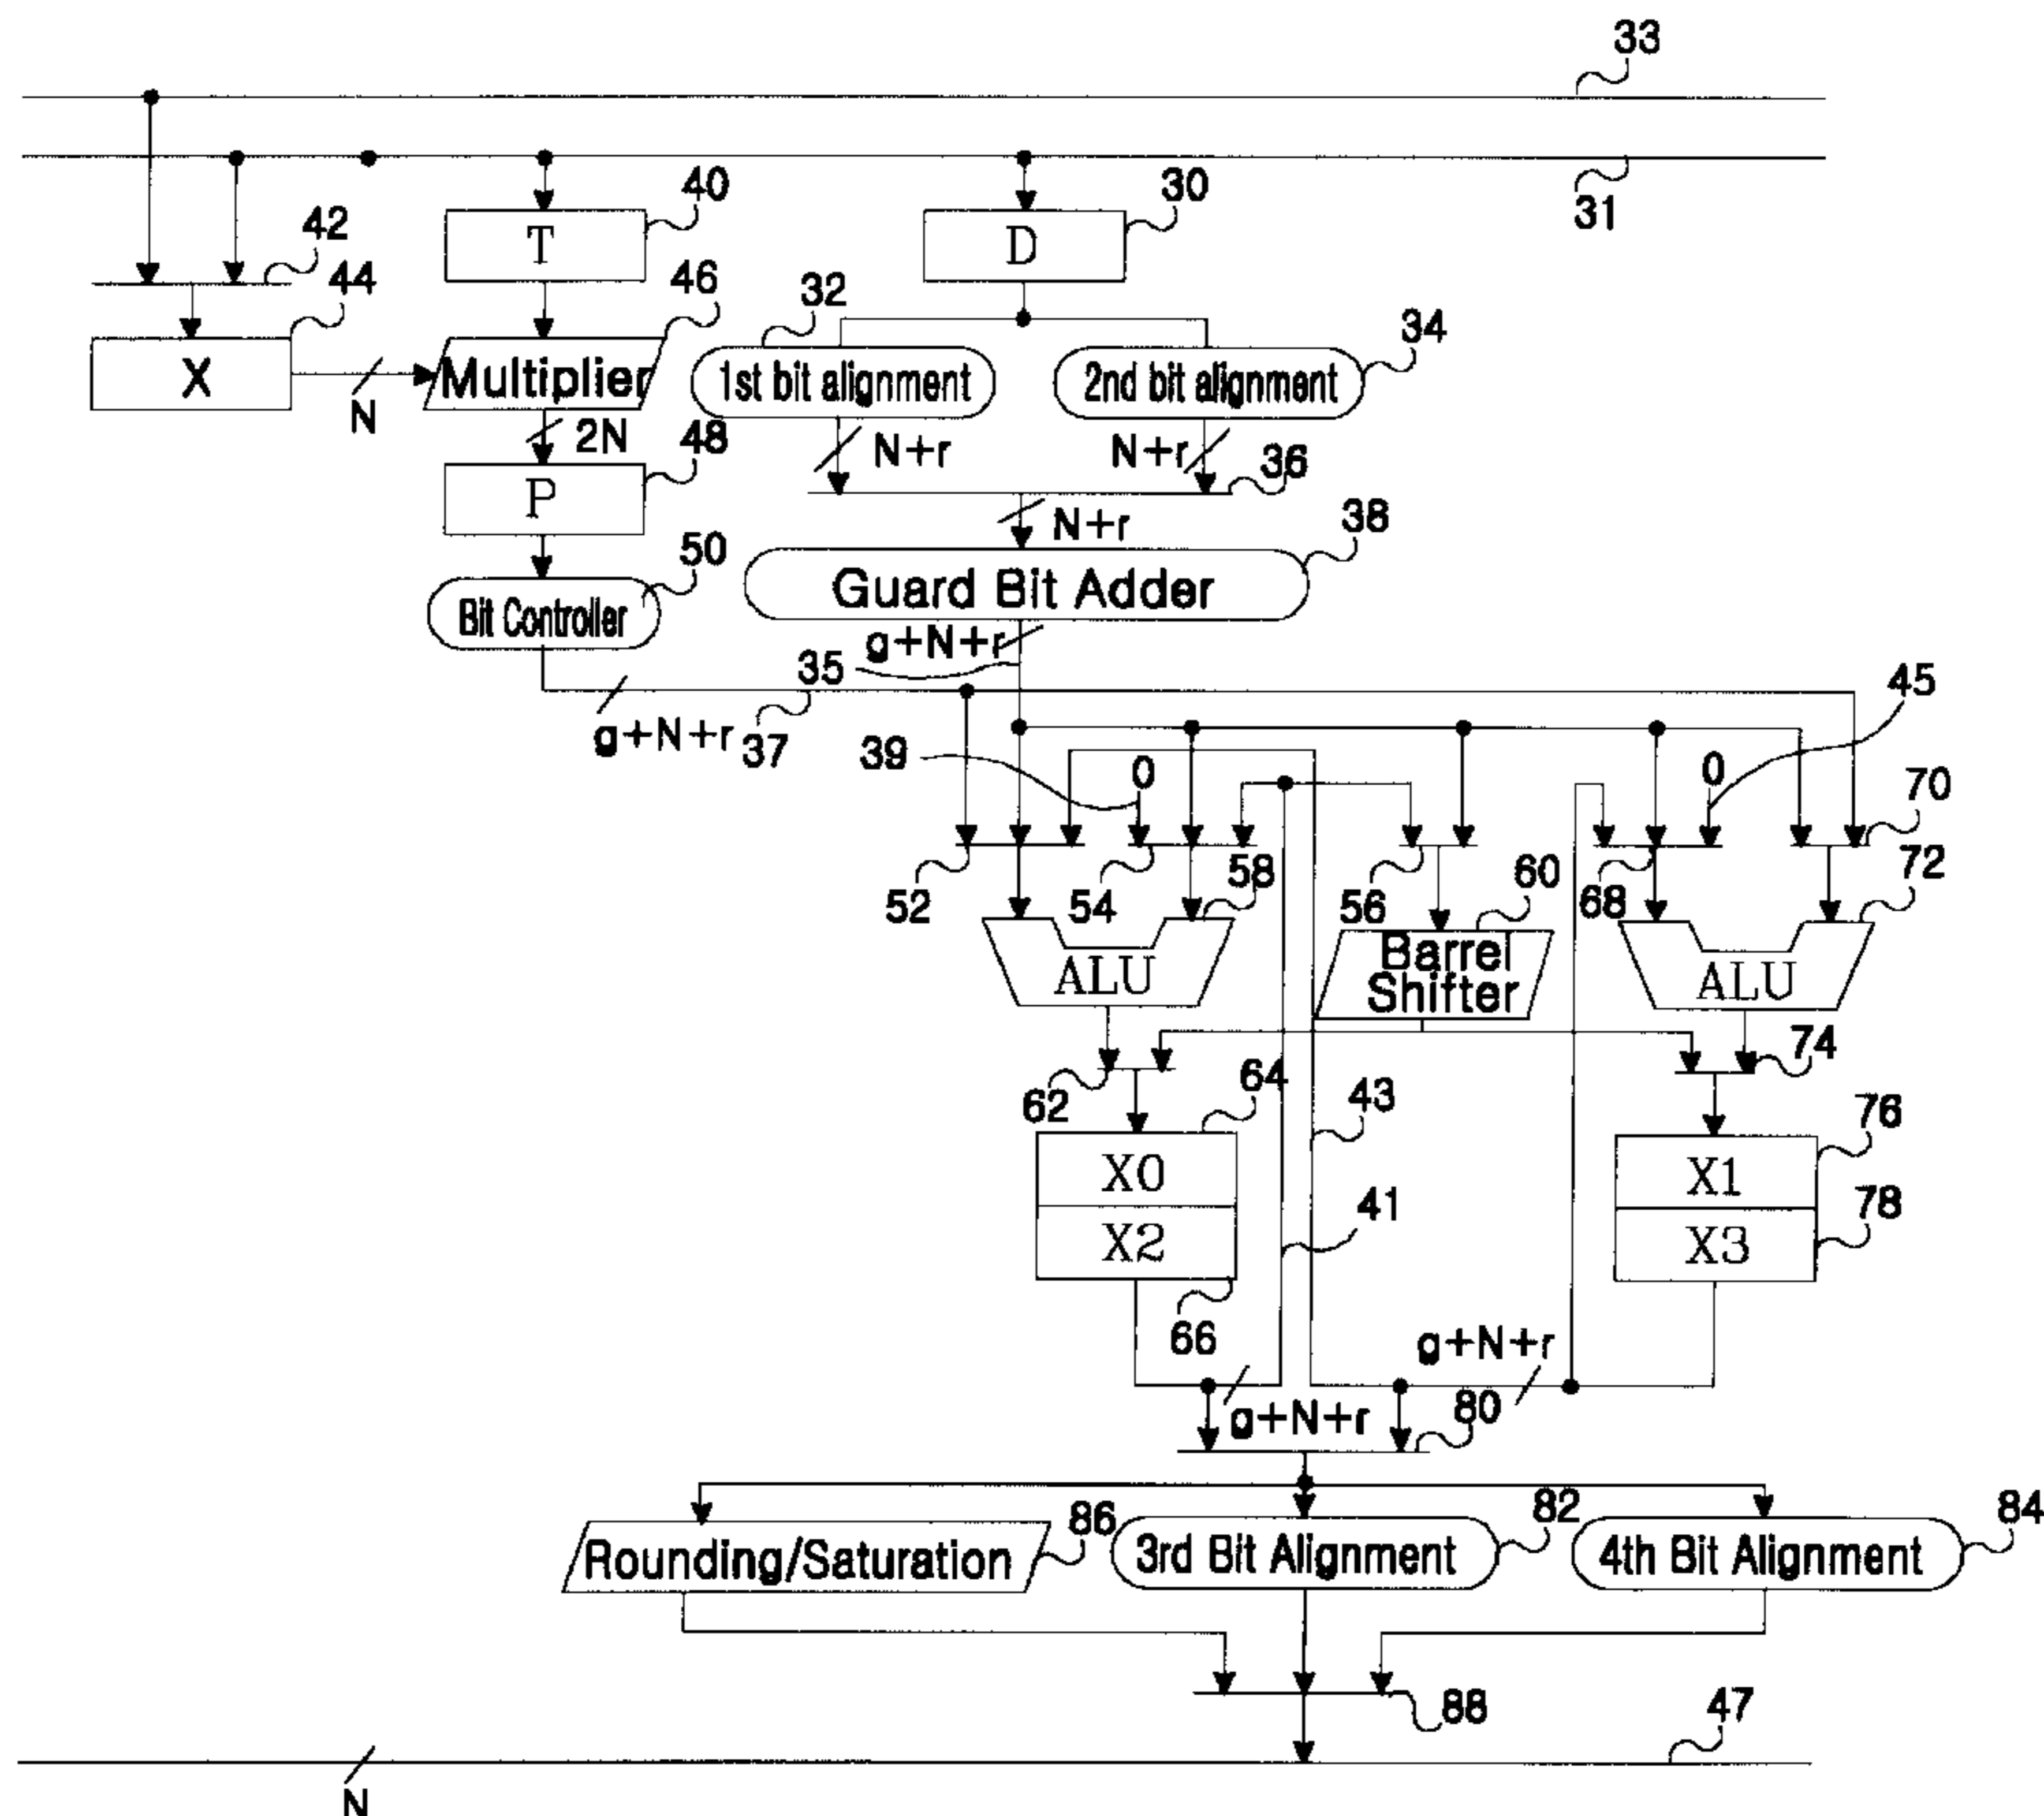 33
31
40
30
T
D
42
44
46
32
34
X
N
Multiplier
1st bit alignment
2nd bit alignment
2N
48
N+r
N+r
36
P
N+r
38
50
Bit Controller
Guard Bit Adder
g+N+r
35
45
g+N+r
37
39
0
0
70
52
54
58
56
60
68
72
ALU
Barrel
Shifter
ALU
74
62
64
43
76
X0
X1
X2
41
X3
78
66
g+N+r
g+N+r
80
86
82
84
Rounding/Saturation
3rd Bit Alignment
4th Bit Alignment
88
47
N